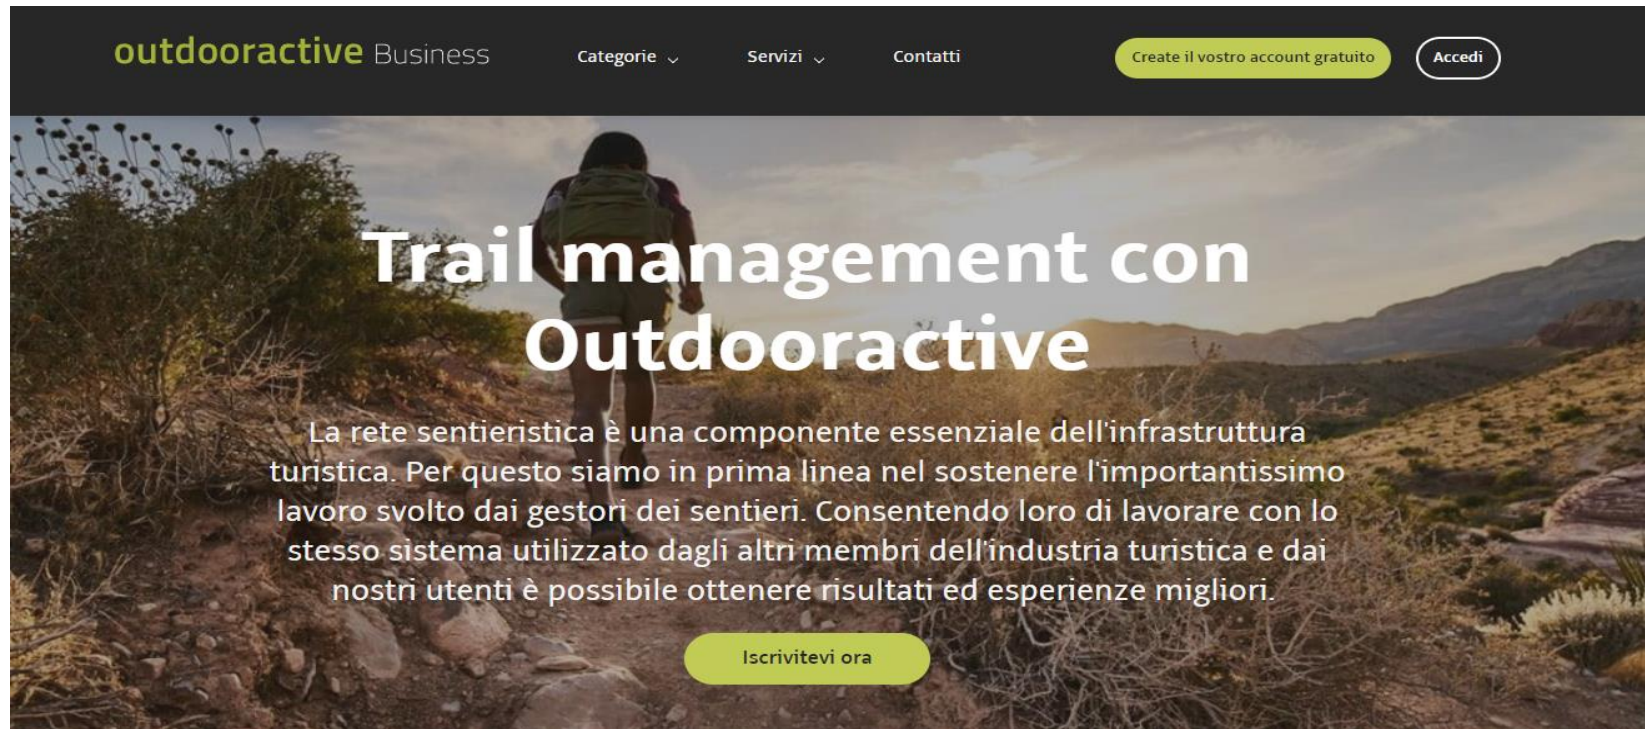 outdooractive Business Categorie Servizi Contatti Create il vostro account gratuito Accedi
Trail management con
Outdooractive
La rete sentieristica è una componente essenziale dell'infrastruttura
turistica. Per questo siamo in prima linea nel sostenere l'importantissimo
lavoro svolto dai gestori dei sentieri. Consentendo loro di lavorare con lo
stesso sistema utilizzato dagli altri membri dell'industria turistica e dai
nostri utenti è possibile ottenere risultati ed esperienze migliori.
Iscrivitevi ora